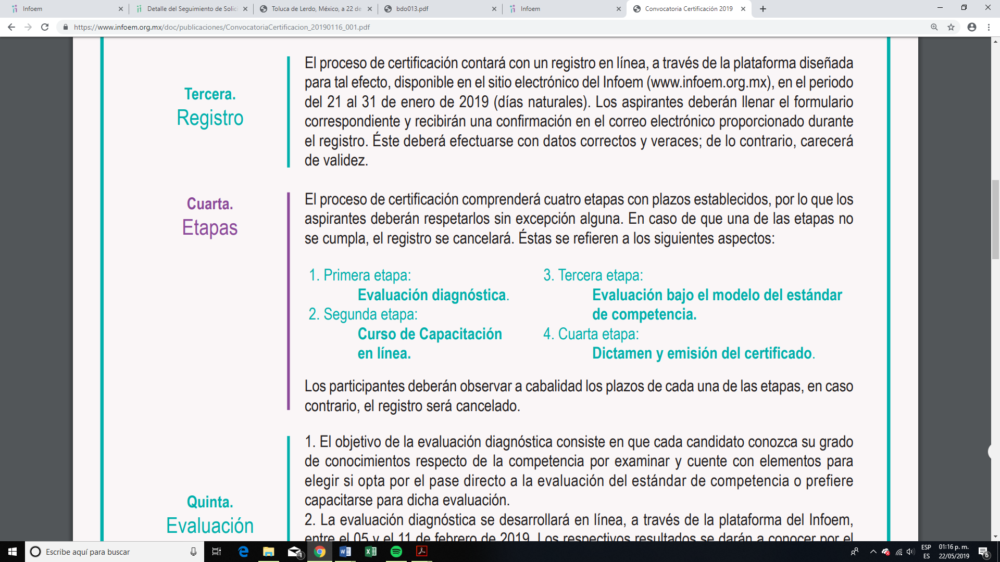 Infoem
Detalle del Seguimiento de Solici
Toluca de Lerdo, México, a 22 de
bdo013.pdf
Infoem
Convocatoria Certificación 2019
https://www.infoem.org.mx/doc/publicaciones/ConvocatoriaCertificacion_20190116_001.pdf
Tercera.
Registro
El proceso de certificación contará con un registro en línea, a través de la plataforma diseñada
para tal efecto, disponible en el sitio electrónico del Infoem (www.infoem.org.mx), en el periodo
del 21 al 31 de enero de 2019 (días naturales). Los aspirantes deberán llenar el formulario
correspondiente y recibirán una confirmación en el correo electrónico proporcionado durante
el registro. Éste deberá efectuarse con datos correctos y veraces; de lo contrario, carecerá
de validez.
Cuarta.
Etapas
El proceso de certificación comprenderá cuatro etapas con plazos establecidos, por lo que los
aspirantes deberán respetarlos sin excepción alguna. En caso de que una de las etapas no
se cumpla, el registro se cancelará. Éstas se refieren a los siguientes aspectos:
1. Primera etapa:
Evaluación diagnóstica.
2. Segunda etapa:
Curso de Capacitación
en línea.
3. Tercera etapa:
Evaluación bajo el modelo del estándar
de competencia.
4. Cuarta etapa:
Dictamen y emisión del certificado.
Los participantes deberán observar a cabalidad los plazos de cada una de las etapas, en caso
contrario, el registro será cancelado.
Quinta.
Evaluación
1. El objetivo de la evaluación diagnóstica consiste en que cada candidato conozca su grado
de conocimientos respecto de la competencia por examinar y cuente con elementos para
elegir si opta por el pase directo a la evaluación del estándar de competencia o prefiere
capacitarse para dicha evaluación.
2. La evaluación diagnóstica se desarrollará en línea, a través de la plataforma del Infoem,
entre el 05 y el 11 de febrero de 2019. Los respectivos resultados se darán a conocer por el
Escribe aquí para buscar
1
ESP
ES
01:16 p. m.
22/05/2019
6